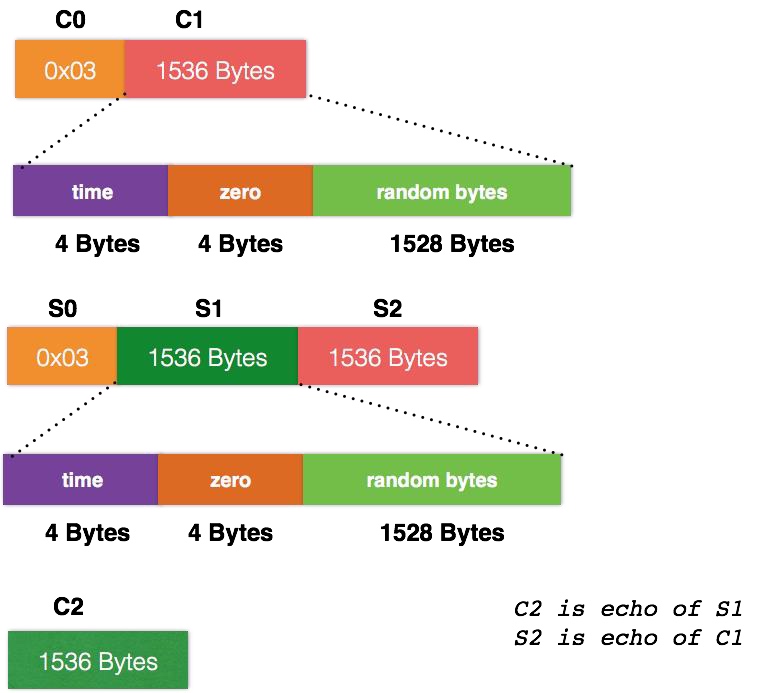 C0 C1
0x03 1536 Bytes
time zero random bytes
4 Bytes 4 Bytes 1528 Bytes
S0 S1 S2
0x03 1536 Bytes 1536 Bytes
time zero random bytes
4 Bytes 4 Bytes 1528 Bytes
C2
1536 Bytes
C2 is echo of S1
S2 is echo of C1